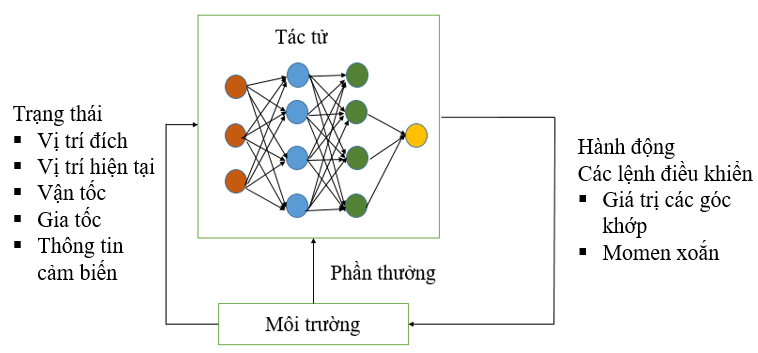 Tác tử
Trạng thái
▪ Vị trí đích
▪ Vị trí hiện tại
▪ Vận tốc
▪ Gia tốc
▪ Thông tin
cảm biến
Hành động
Các lệnh điều khiển
▪ Giá trị các góc
khớp
▪ Momen xoắn
Phần thưởng
Môi trường